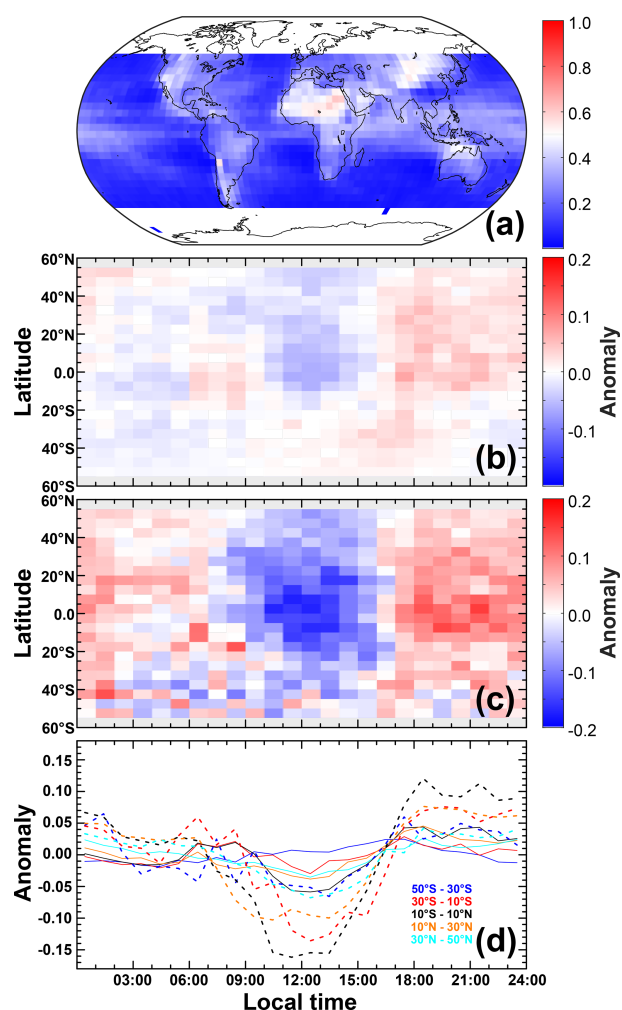 1.0
0.8
0.6
0.4
0.2
(a)
60°N
40°N
20°N
0.0
20°S
40°S
60°S
Latitude
(b)
0.2
0.1
0.0
-0.1
Anomaly
60°N
40°N
20°N
0.0
20°S
40°S
60°S
Latitude
(c)
0.2
0.1
0.0
-0.1
-0.2
Anomaly
0.15
0.10
0.05
0.00
-0.05
-0.10
-0.15
Anomaly
50°S - 30°S
30°S - 10°S
10°S - 10°N
10°N - 30°N
30°N - 50°N
(d)
03:00 06:00 09:00 12:00 15:00 18:00 21:00 24:00
Local time